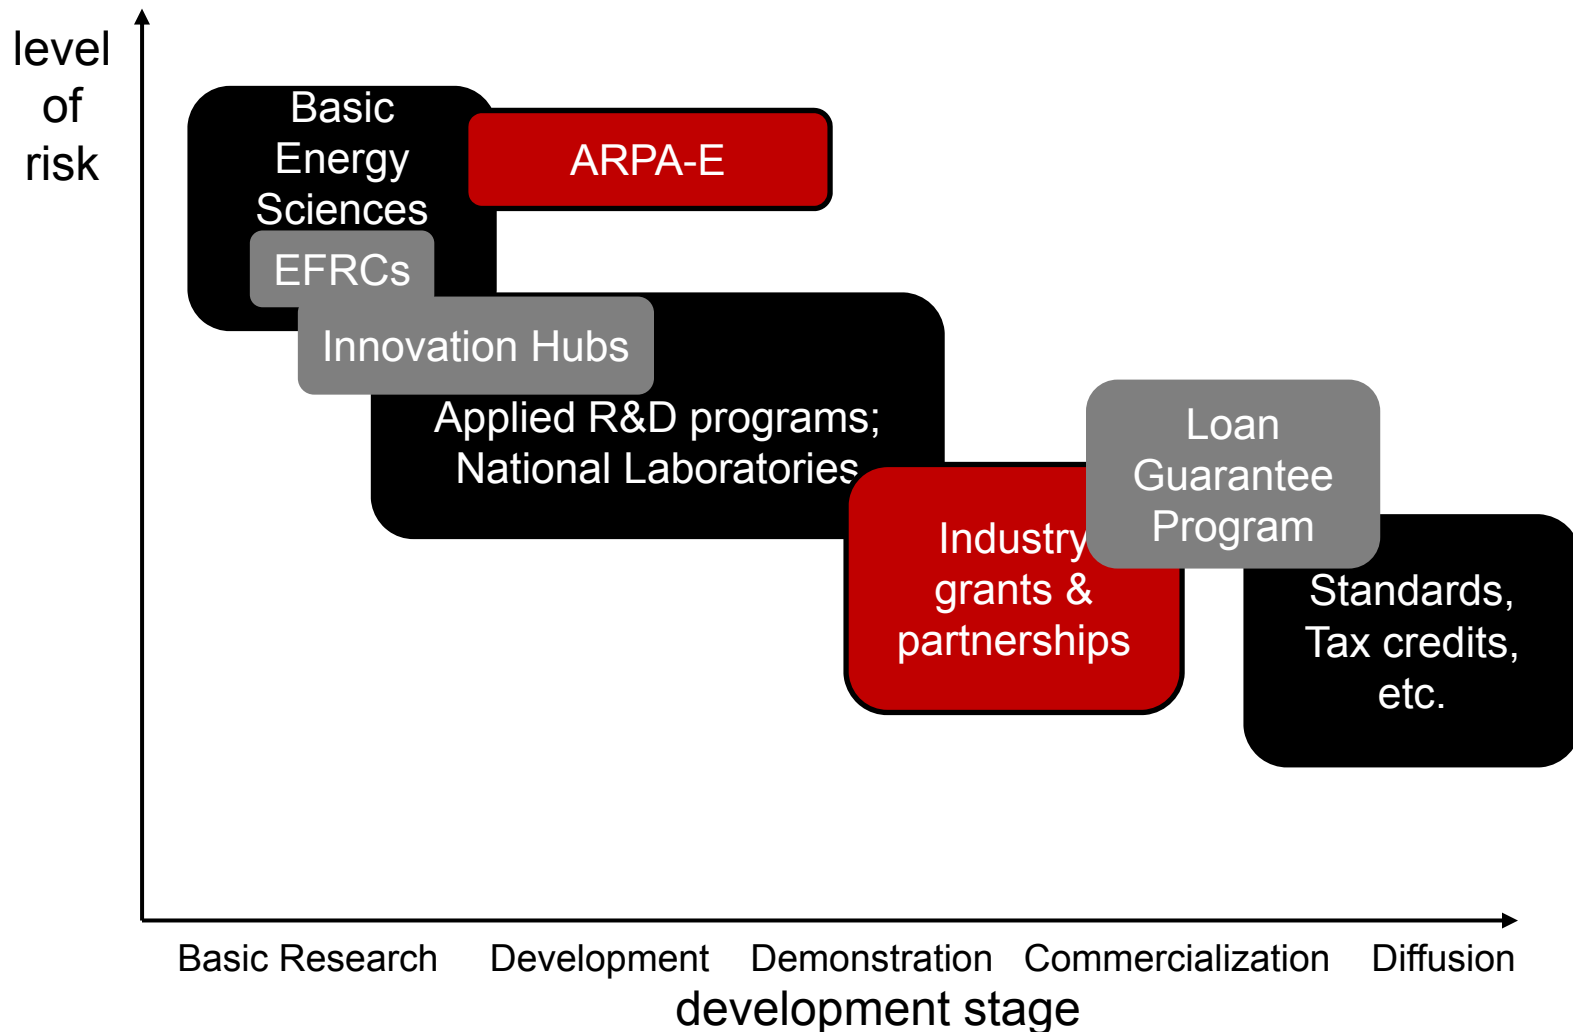 level
of
risk
Basic
Energy
Sciences
ARPA-E
EFRCs
Innovation Hubs
Applied R&D programs;
National Laboratories
Industry
grants &
partnerships
Loan
Guarantee
Program
Standards,
Tax credits,
etc.
Basic Research
Development
Demonstration
Commercialization
Diffusion
development stage